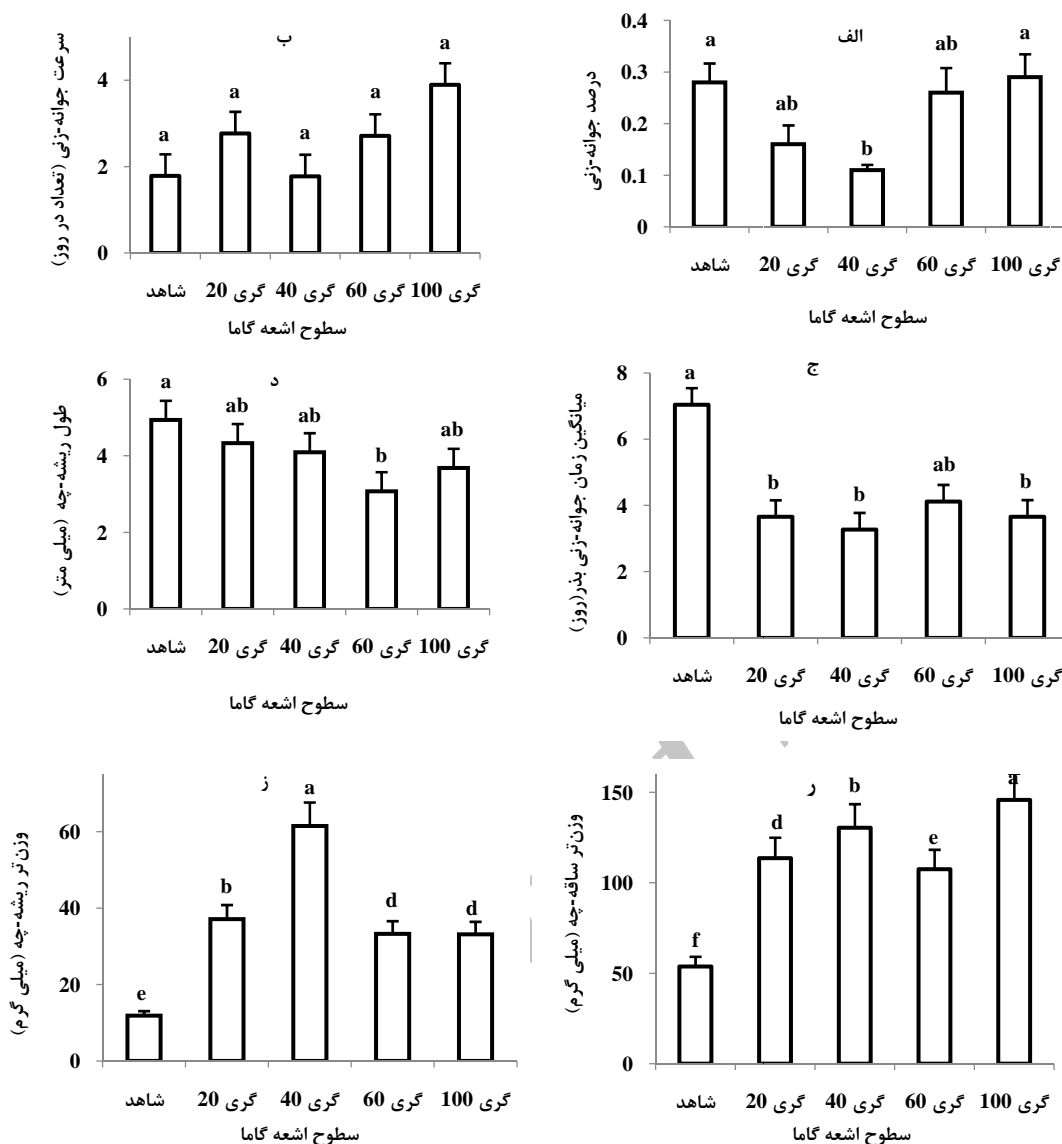 الف
درصد جوانه-زنی
0.4
0.3
0.2
0.1
0
a
ab
b
ab
a
شاهد
20 گری
40 گری
60 گری
100 گری
سطوح اشعه گاما
ب
سرعت جوانه-زنی (تعداد در روز)
4
2
0
a
a
a
a
a
شاهد
20 گری
40 گری
60 گری
100 گری
سطوح اشعه گاما
ج
میانگین زمان جوانه-زنی بذر(روز)
8
6
4
2
0
a
b
b
ab
b
شاهد
20 گری
40 گری
60 گری
100 گری
سطوح اشعه گاما
د
طول ریشه-چه (میلی متر)
6
4
2
0
a
ab
ab
b
ab
شاهد
20 گری
40 گری
60 گری
100 گری
سطوح اشعه گاما
ر
وزن‌تر ساقه-چه (میلی گرم)
150
100
50
0
f
d
b
e
a
شاهد
20 گری
40 گری
60 گری
100 گری
سطوح اشعه گاما
ز
وزن‌تر ریشه-چه (میلی گرم)
60
40
20
0
e
b
a
d
d
شاهد
20 گری
40 گری
60 گری
100 گری
سطوح اشعه گاما